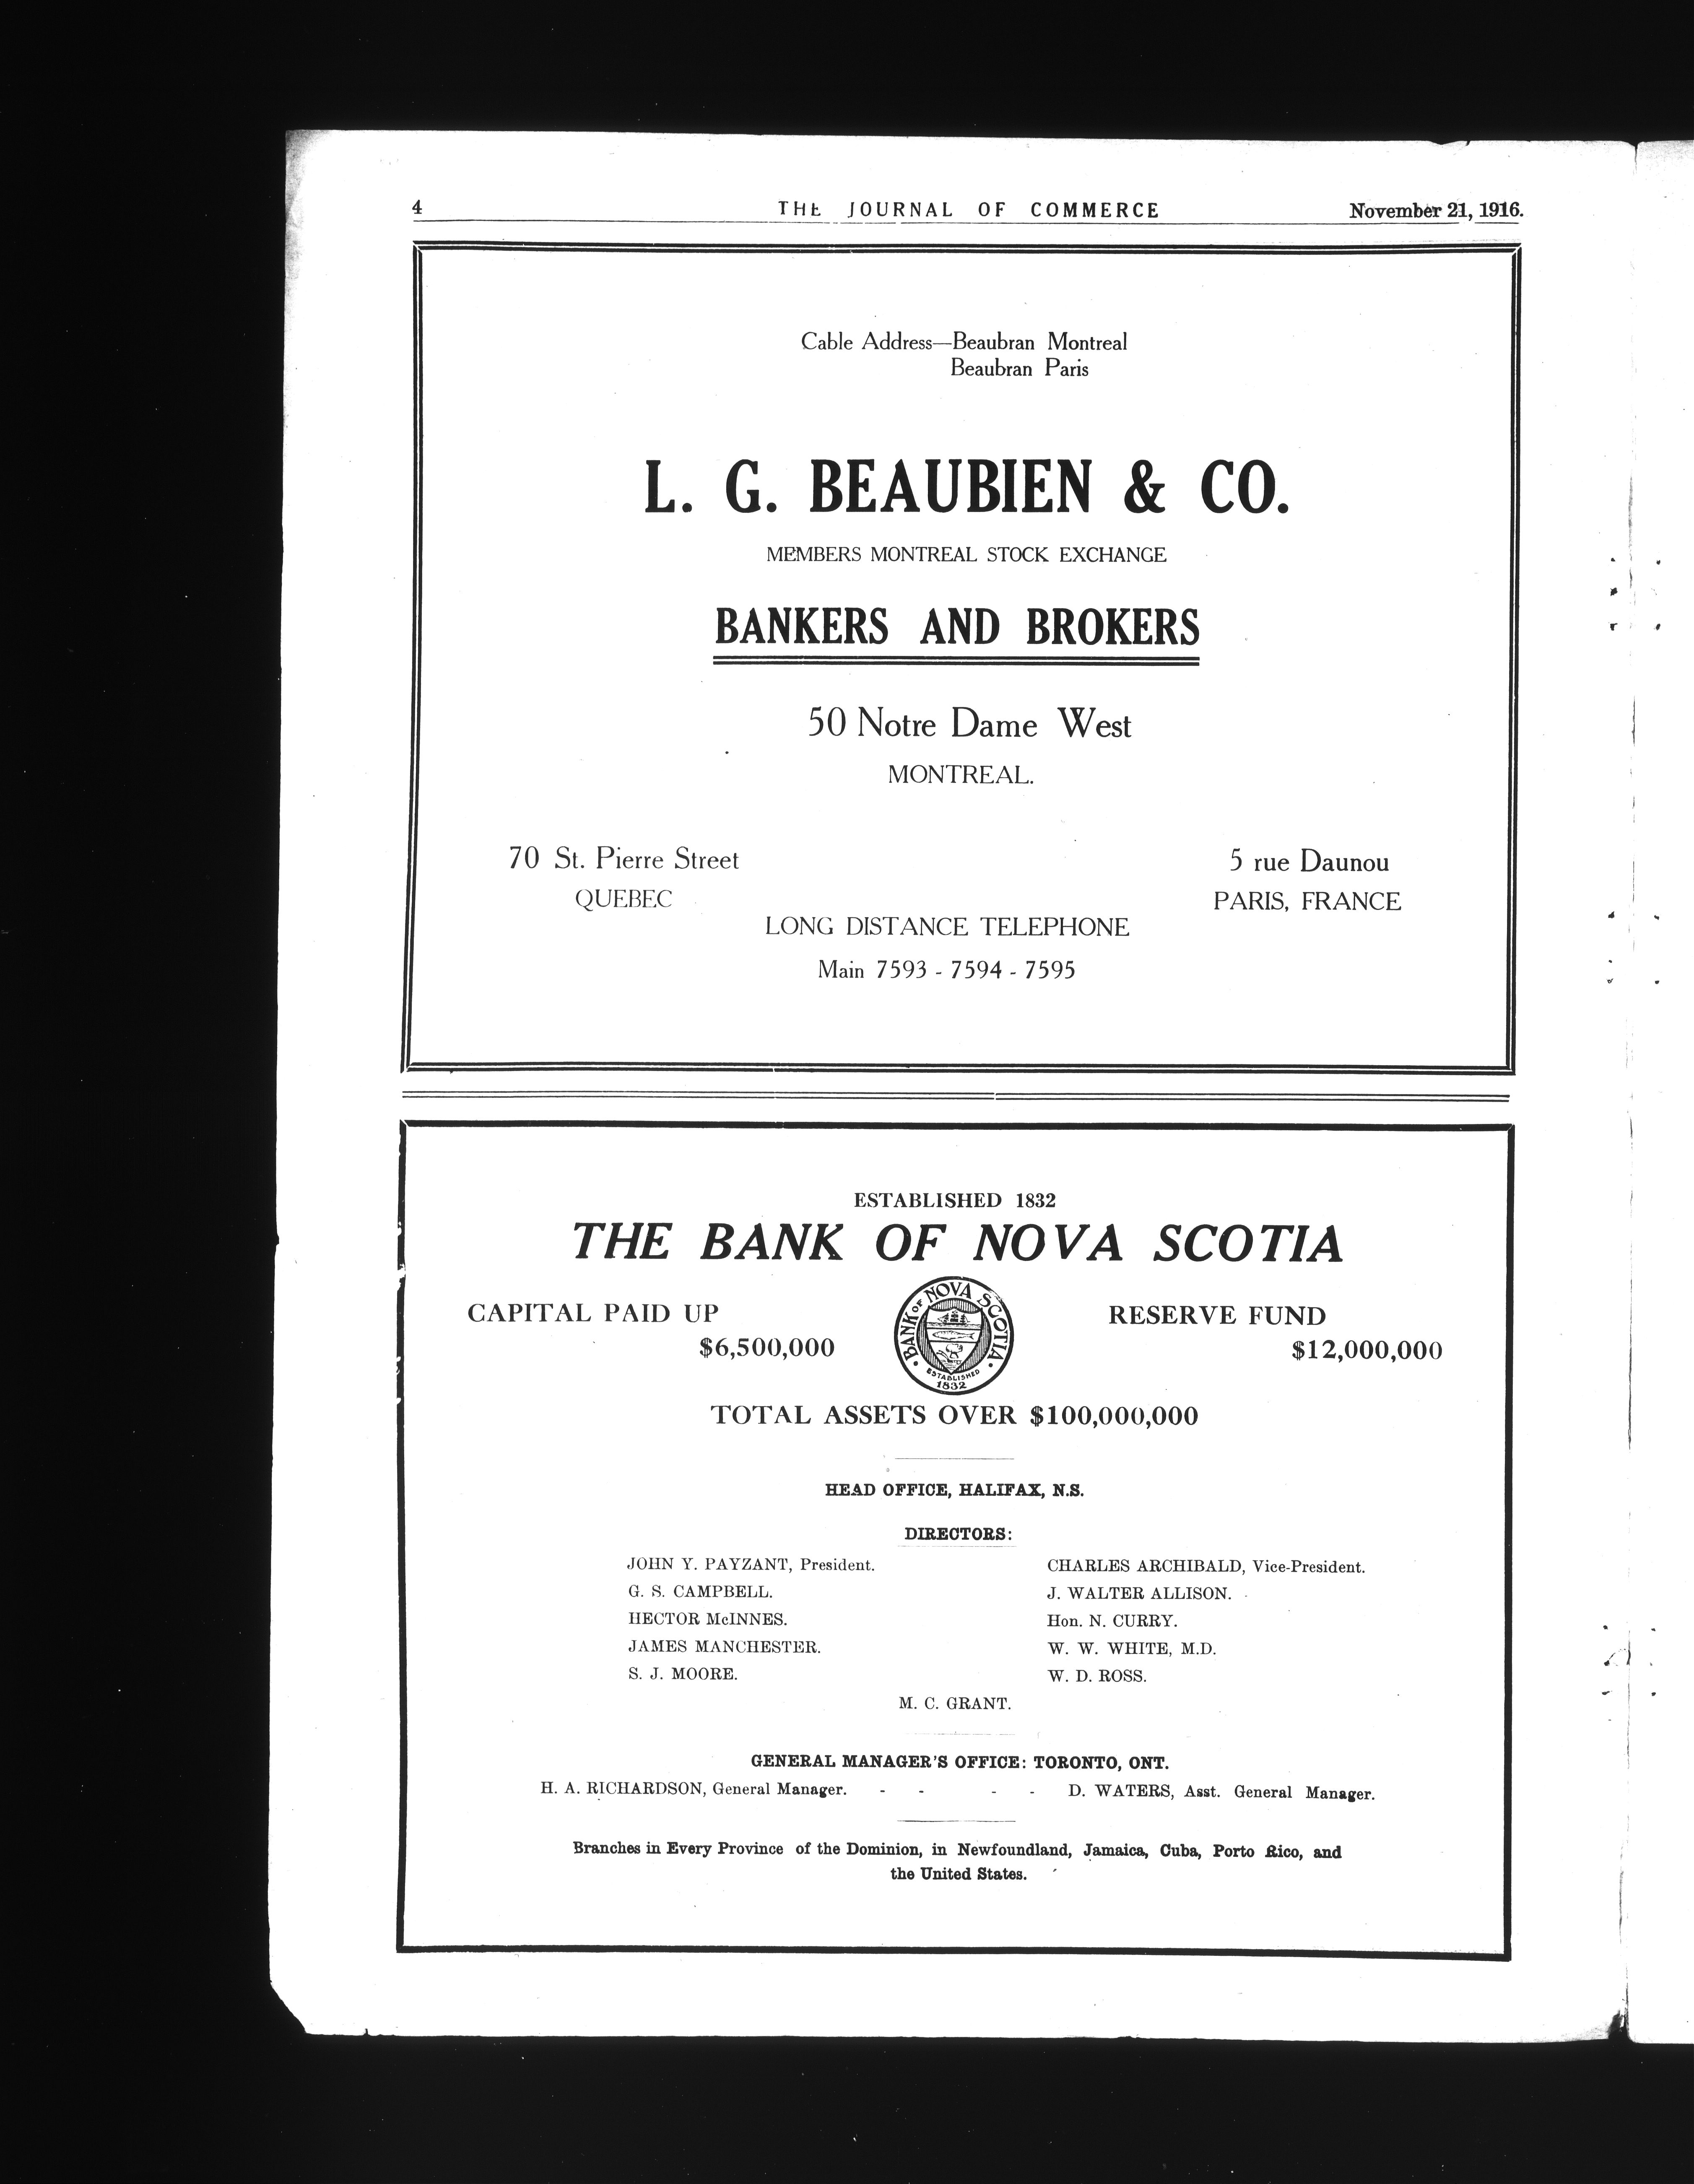 4 THE JOURNAL OF COMMERCE November 21, 1916.
Cable Address—Beaubran Montreal
Beaubran Paris
L. G. BEAUBIEN & CO.
MEMBERS MONTREAL STOCK EXCHANGE
BANKERS AND BROKERS
50 Notre Dame West
MONTREAL.
70 St. Pierre Street
QUEBEC
5 rue Daunou
PARIS, FRANCE
LONG DISTANCE TELEPHONE
Main 7593 - 7594 - 7595
ESTABLISHED 1832
THE BANK OF NOVA SCOTIA
CAPITAL PAID UP
$6,500,000
BANK OF NOVA SCOTIA
ESTABLISHED
1832
RESERVE FUND
$12,000,000
TOTAL ASSETS OVER $100,000,000
HEAD OFFICE, HALIFAX, N.S.
DIRECTORS:
JOHN Y. PAYZANT, President. CHARLES ARCHIBALD, Vice-President.
G. S. CAMPBELL. J. WALTER ALLISON.
HECTOR McINNES. Hon. N. CURRY.
JAMES MANCHESTER. W. W. WHITE, M.D.
S. J. MOORE. W. D. ROSS.
M. C. GRANT.
GENERAL MANAGER'S OFFICE: TORONTO, ONT.
H. A. RICHARDSON, General Manager. - - - - D. WATERS, Asst. General Manager.
Branches in Every Province of the Dominion, in Newfoundland, Jamaica, Cuba, Porto Rico, and
the United States.